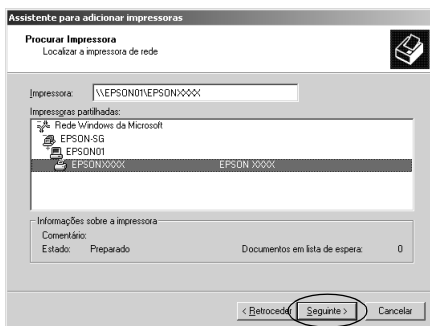 Assistente para adicionar impressoras
Procurar Impressora
Localizar a impressora de rede
Impressora: \\EPSON01\EPSONXXXX
Impressoras partilhadas:
Rede Windows da Microsoft
EPSON-SG
EPSON01
EPSONXXXX EPSON XXXX
Informações sobre a impressora
Comentário:
Estado: Preparado Documentos em lista de espera: 0
< Retroceder Seguinte > Cancelar